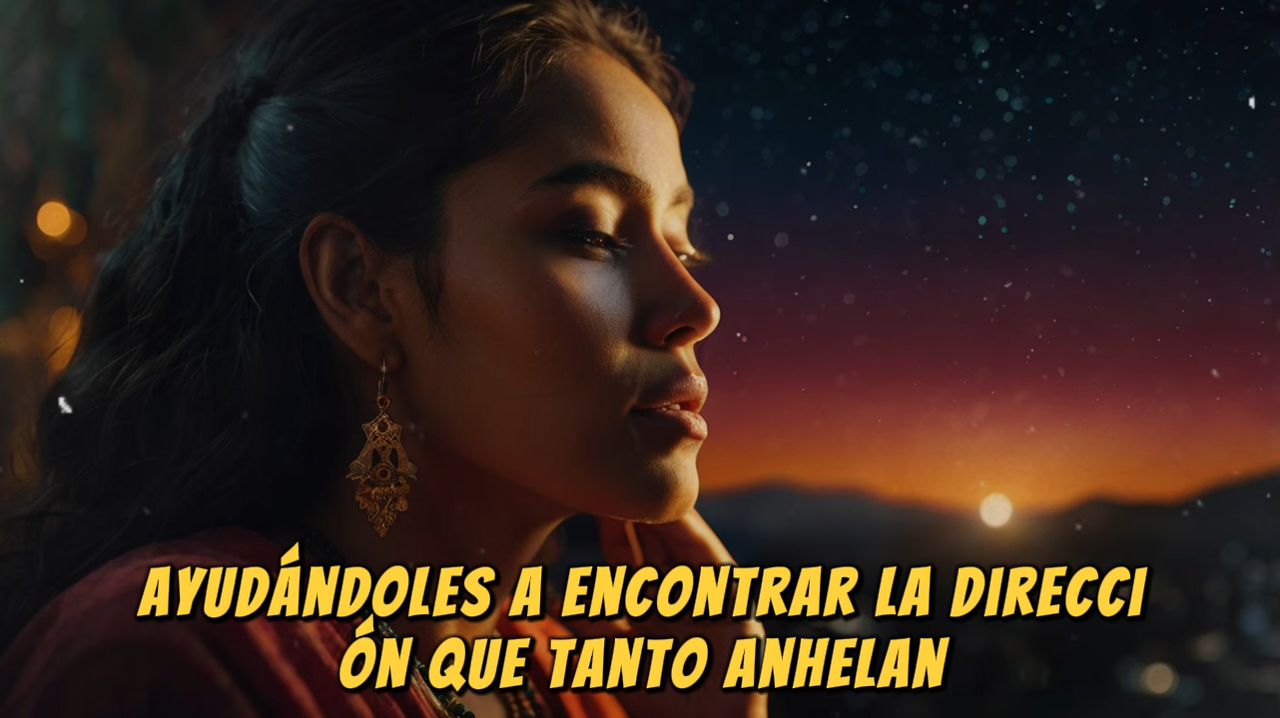 AYUDÁNDOLES A ENCONTRAR LA DIRECCI
ÓN QUE TANTO ANHELAN